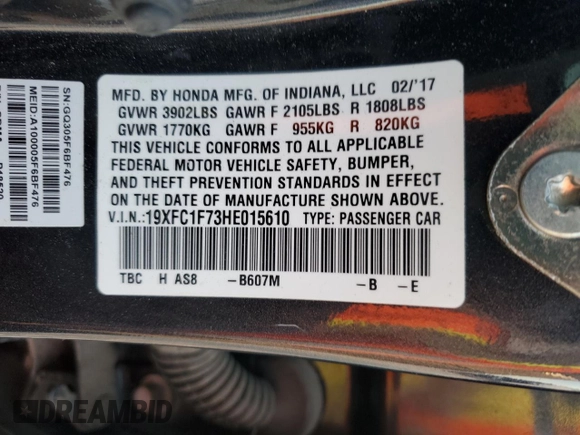 MFD. BY HONDA MFG. OF INDIANA, LLC 02/'17
GVWR 3902LBS GAWR F 2105LBS R 1808LBS
GVWR 1770KG GAWR F 955KG R 820KG
THIS VEHICLE CONFORMS TO ALL APPLICABLE
FEDERAL MOTOR VEHICLE SAFETY, BUMPER,
AND THEFT PREVENTION STANDARDS IN EFFECT
ON THE DATE OF MANUFACTURE SHOWN ABOVE.
V.I.N.:19XFC1F73HE015610 TYPE: PASSENGER CAR
TBC H AS8 -B607M -B -E
SN:GQ305F6BF476
MEID:A100005F6BF476
DREAMBID